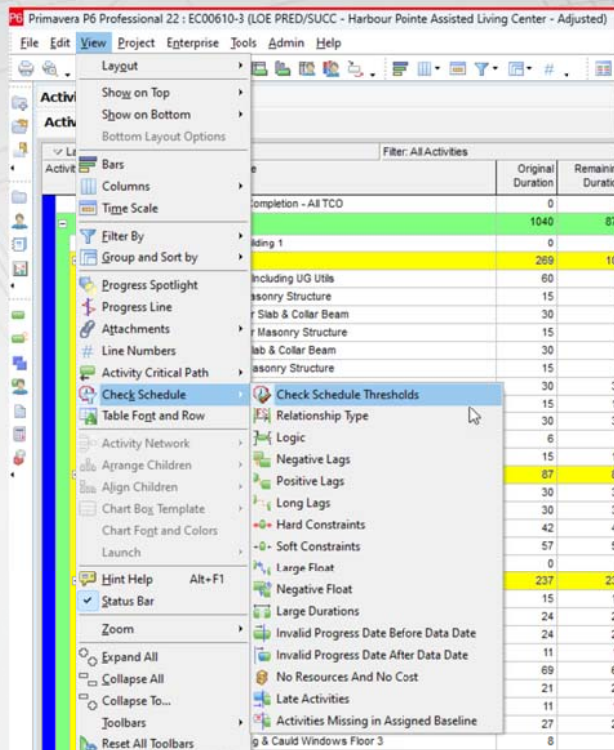 P6 Primavera P6 Professional 22 : EC00610-3 (LOE PRED/SUCC - Harbour Pointe Assisted Living Center - Adjusted)
File Edit View Project Enterprise Tools Admin Help
Layout
Show on Top
Show on Bottom
Bottom Layout Options
Bars
Columns
Time Scale
Filter By
Group and Sort by
Progress Spotlight
Progress Line
Attachments
Line Numbers
Activity Critical Path
Check Schedule
Table Font and Row
Activity Network
Arrange Children
Align Children
Chart Box Template
Chart Font and Colors
Launch
Hint Help Alt+F1
Status Bar
Zoom
Expand All
Collapse All
Collapse To...
Toolbars
Reset All Toolbars
Check Schedule Thresholds
Relationship Type
Logic
Negative Lags
Positive Lags
Long Lags
Hard Constraints
Soft Constraints
Large Float
Negative Float
Large Durations
Invalid Progress Date Before Data Date
Invalid Progress Date After Data Date
No Resources And No Cost
Late Activities
Activities Missing in Assigned Baseline
Filter: All Activities
Original
Duration
Completion - All TCO 0
1040
Building 1 0
269
Including UG Utils 60
Masonry Structure 15
Slab & Collar Beam 30
Masonry Structure 30
Slab & Collar Beam 30
Masonry Structure 15
30
15
30
6
15
87
30
30
42
57
0
237
15
24
24
11
69
21
11
27
& Cauld Windows Floor 3 8